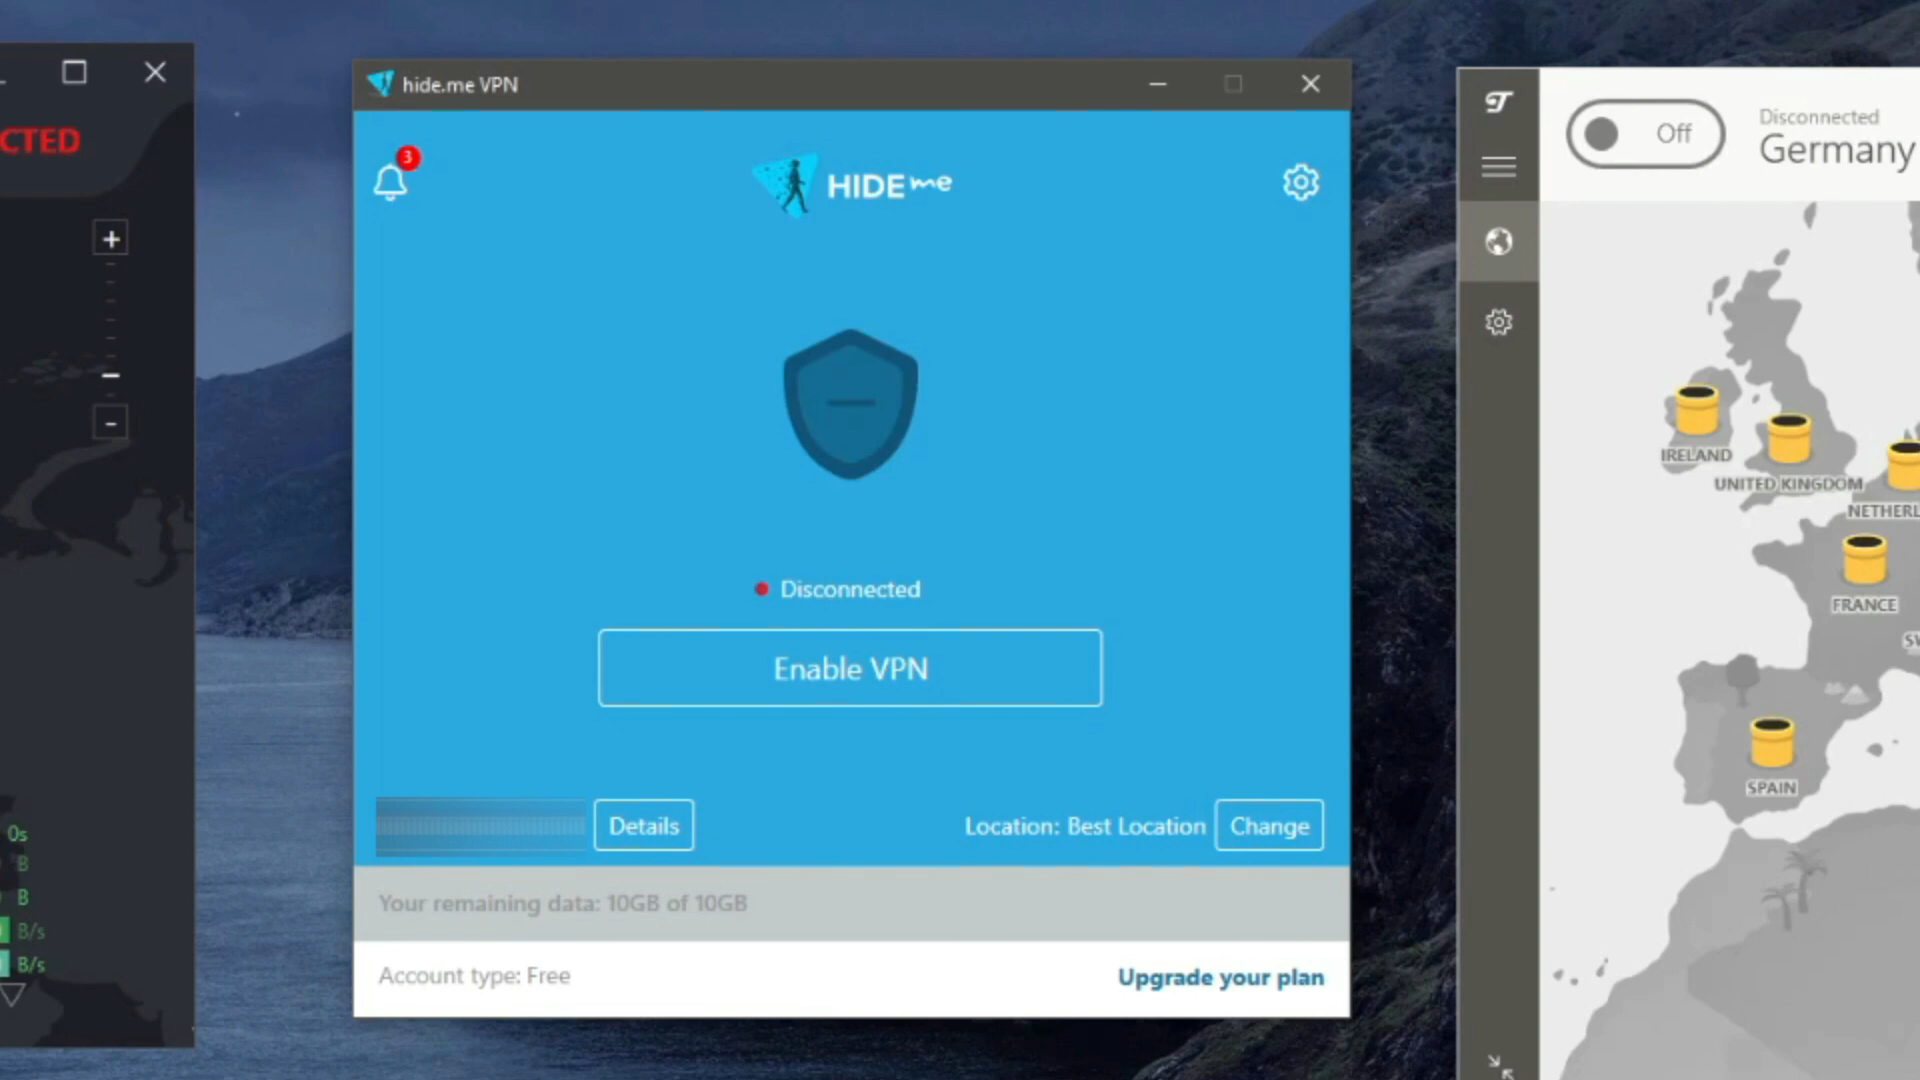 CTED
+
-
0s
B
B
B/s
B/s
hide.me VPN
3
HIDE me
Disconnected
Enable VPN
Details
Location: Best Location
Change
Your remaining data: 10GB of 10GB
Account type: Free
Upgrade your plan
Off
Disconnected
Germany
IRELAND
UNITED KINGDOM
NETHERL
FRANCE
SW
SPAIN